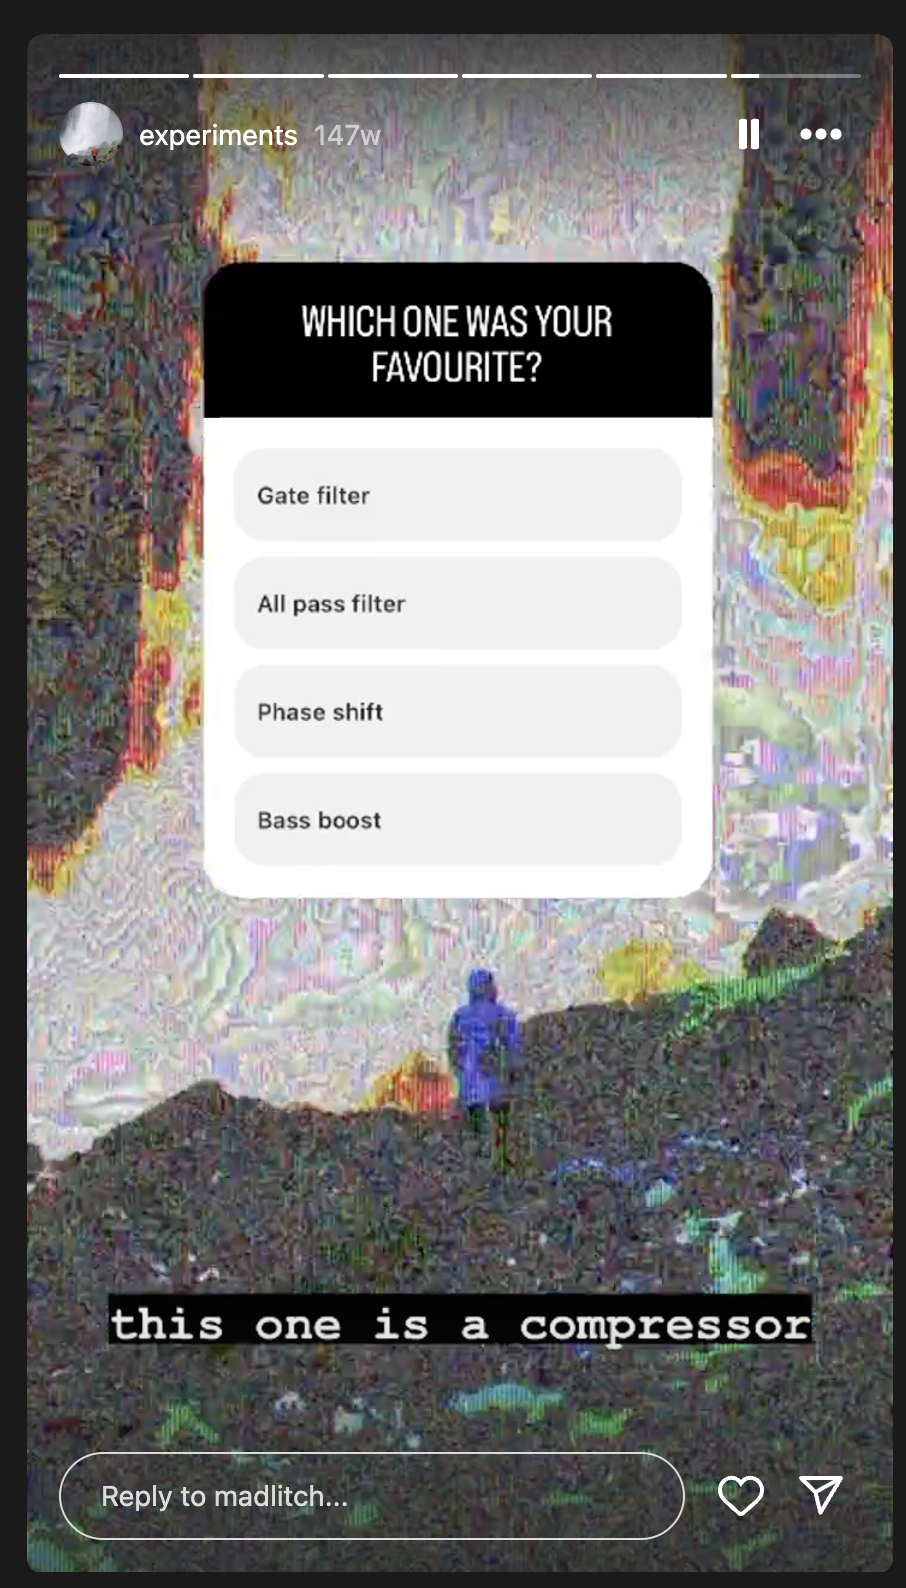 experiments 147w
WHICH ONE WAS YOUR
FAVOURITE?
Gate filter
All pass filter
Phase shift
Bass boost
this one is a compressor
Reply to madlitch...